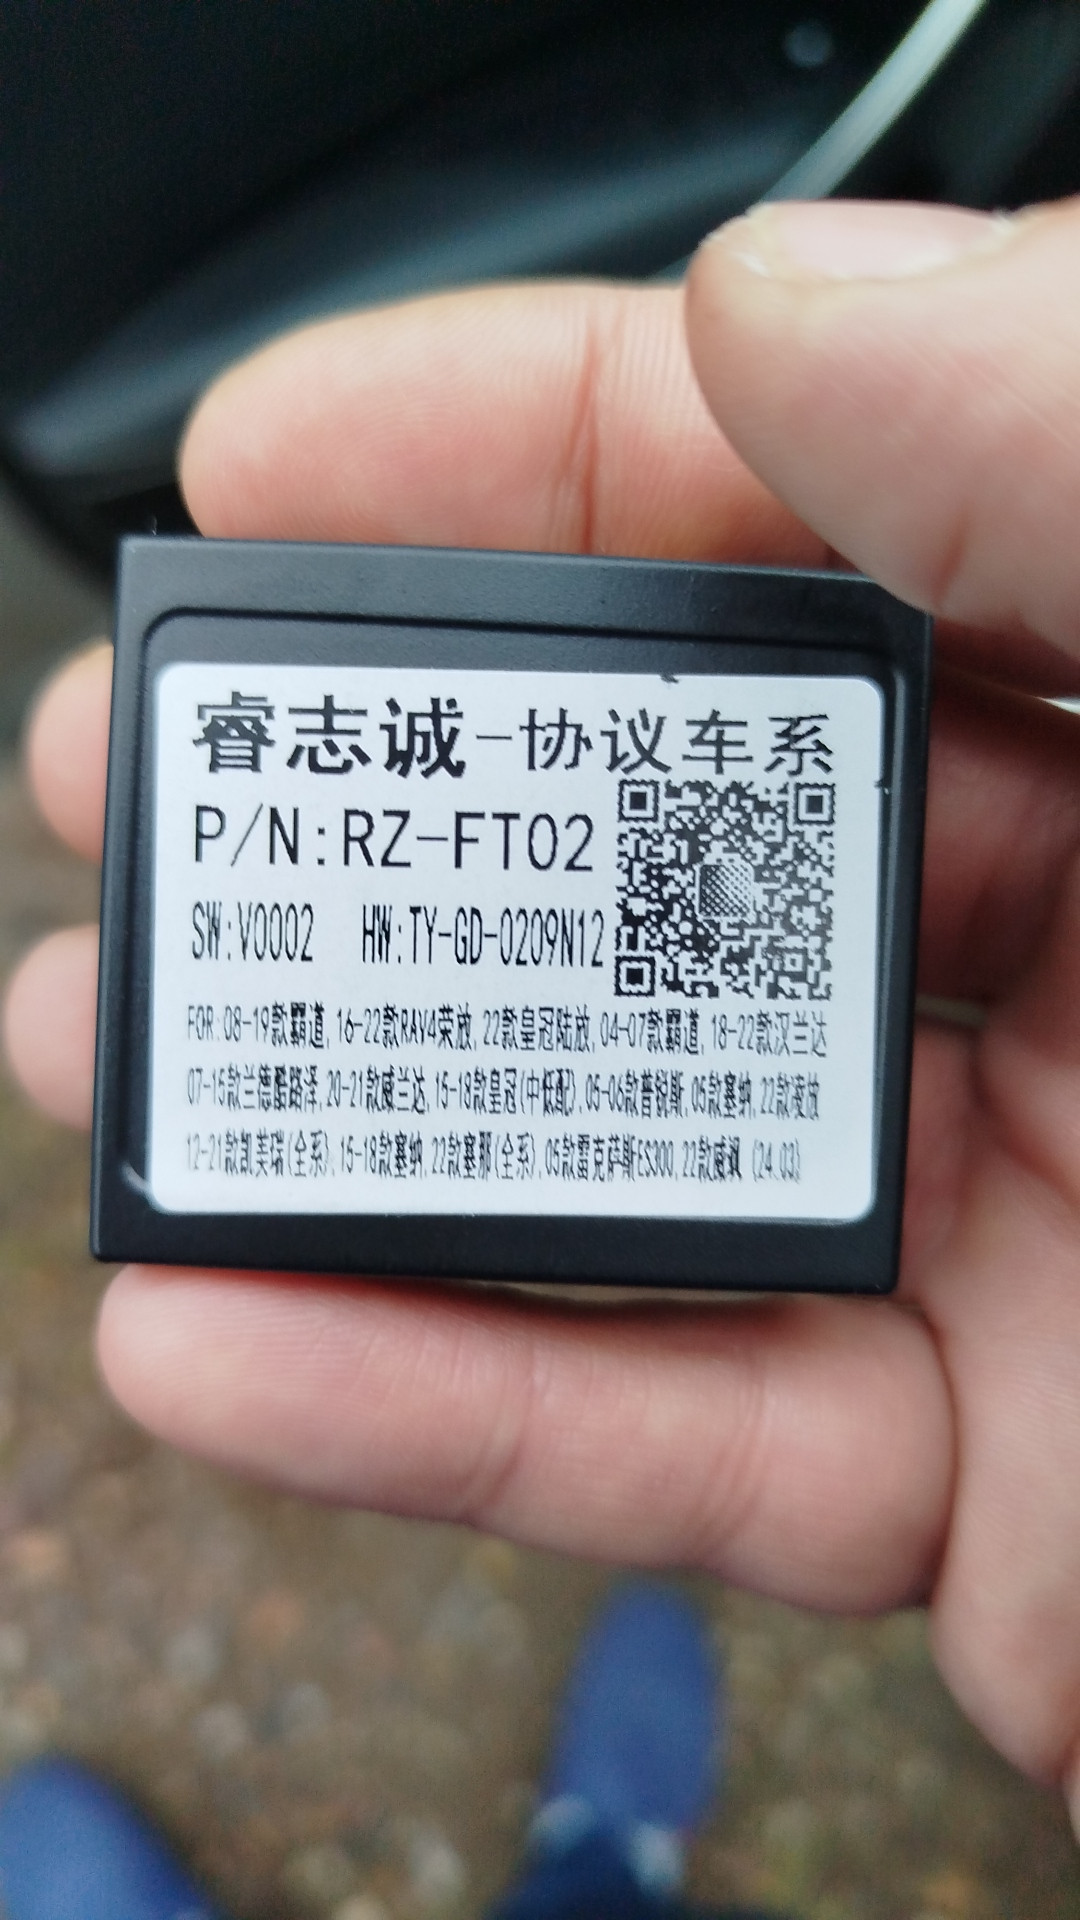 睿志诚-协议车系
P/N:RZ-FT02
SW:V0002 HW:TY-GD-0209N12
FOR:08-19款霸道,16-22款RAV4荣放,22款皇冠陆放,04-07款霸道,18-22款汉兰达
07-15款兰德酷路泽,20-21款威兰达,15-18款皇冠(中低配),05-06款普锐斯,05款塞纳,22款凌放
12-21款凯美瑞(全系),15-18款塞纳,22款塞那(全系),05款雷克萨斯ES300,22款威飒 (24.03)